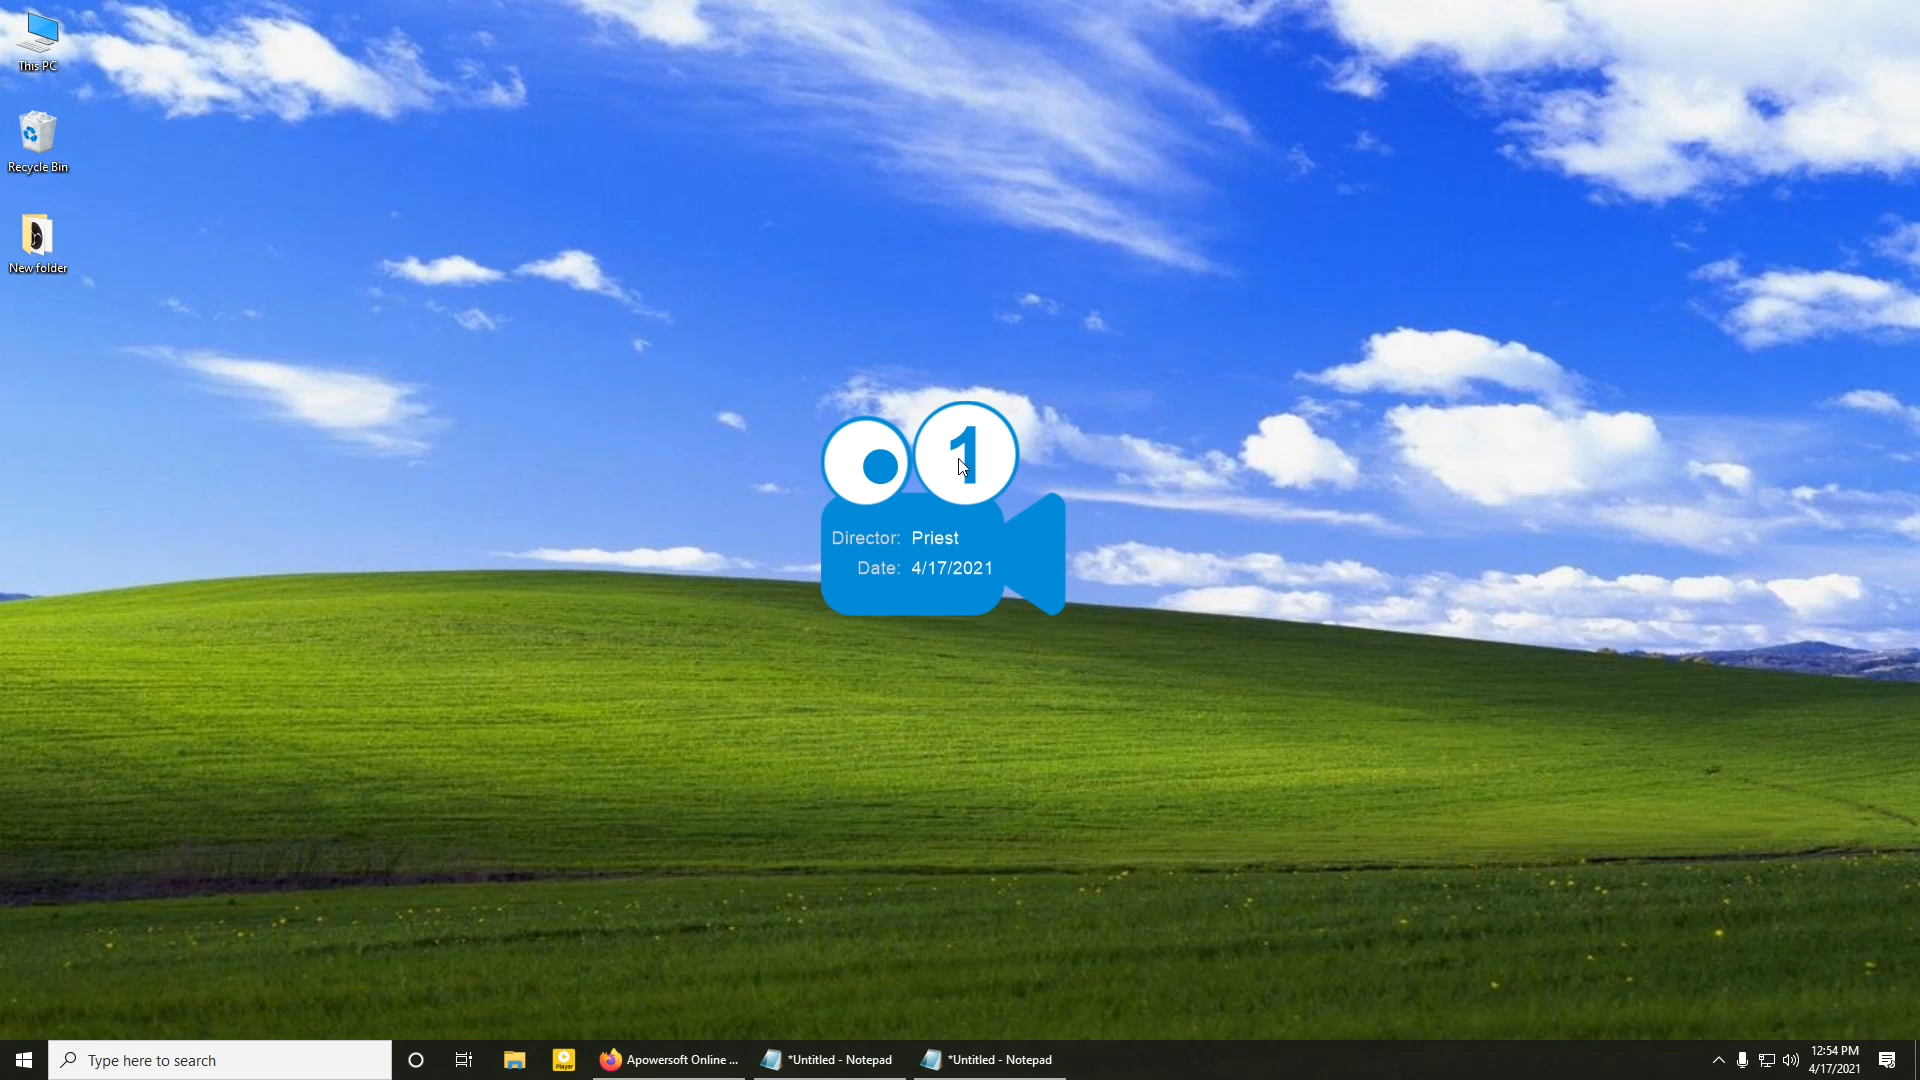 This PC
Recycle Bin
New folder
1
Director: Priest
Date: 4/17/2021
Type here to search
Player
Apowersoft Online ...
*Untitled - Notepad
*Untitled - Notepad
12:54 PM
4/17/2021